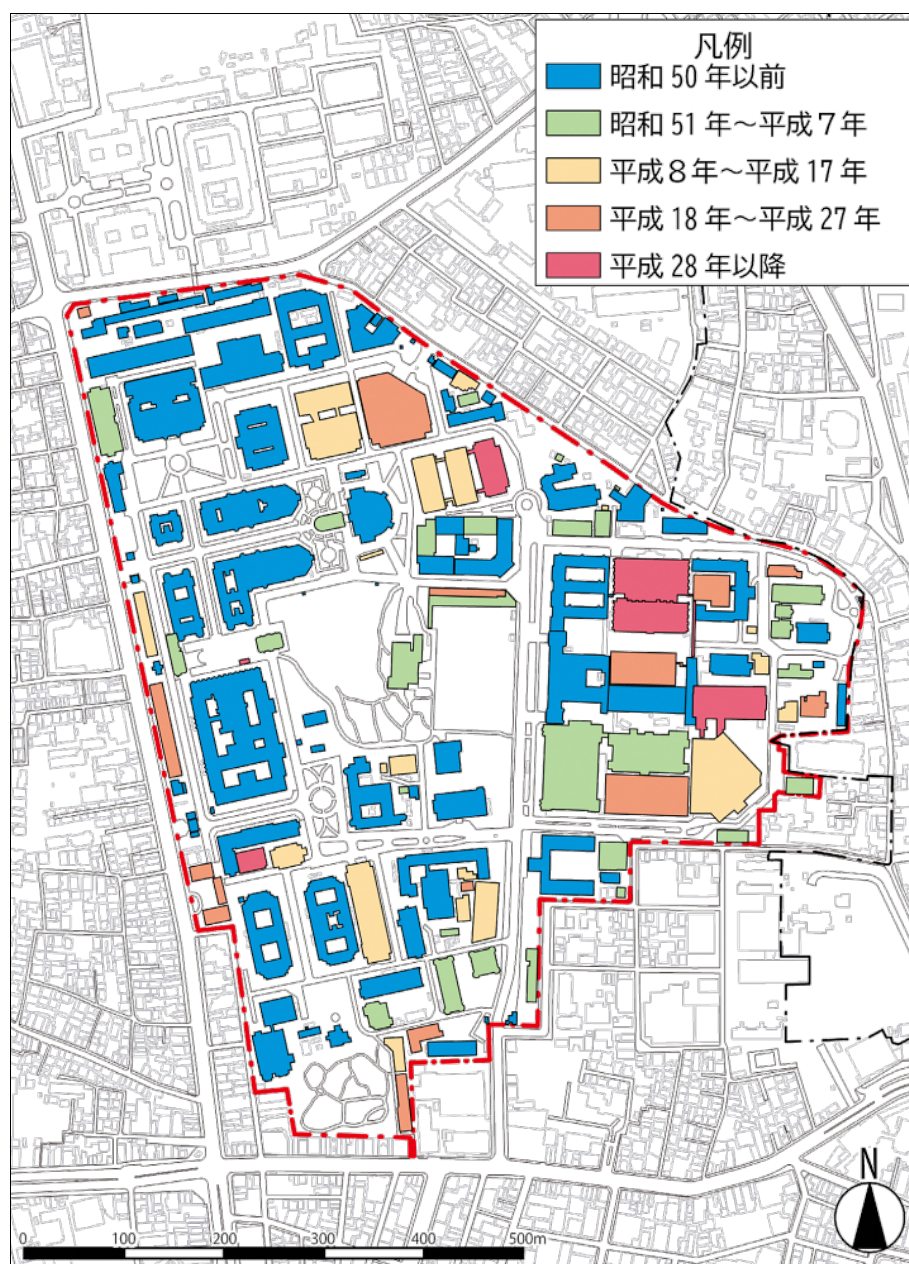 凡例
昭和 50 年以前
昭和 51 年～平成 7 年
平成 8 年～平成 17 年
平成 18 年～平成 27 年
平成 28 年以降
N
0 100 200 300 400 500m